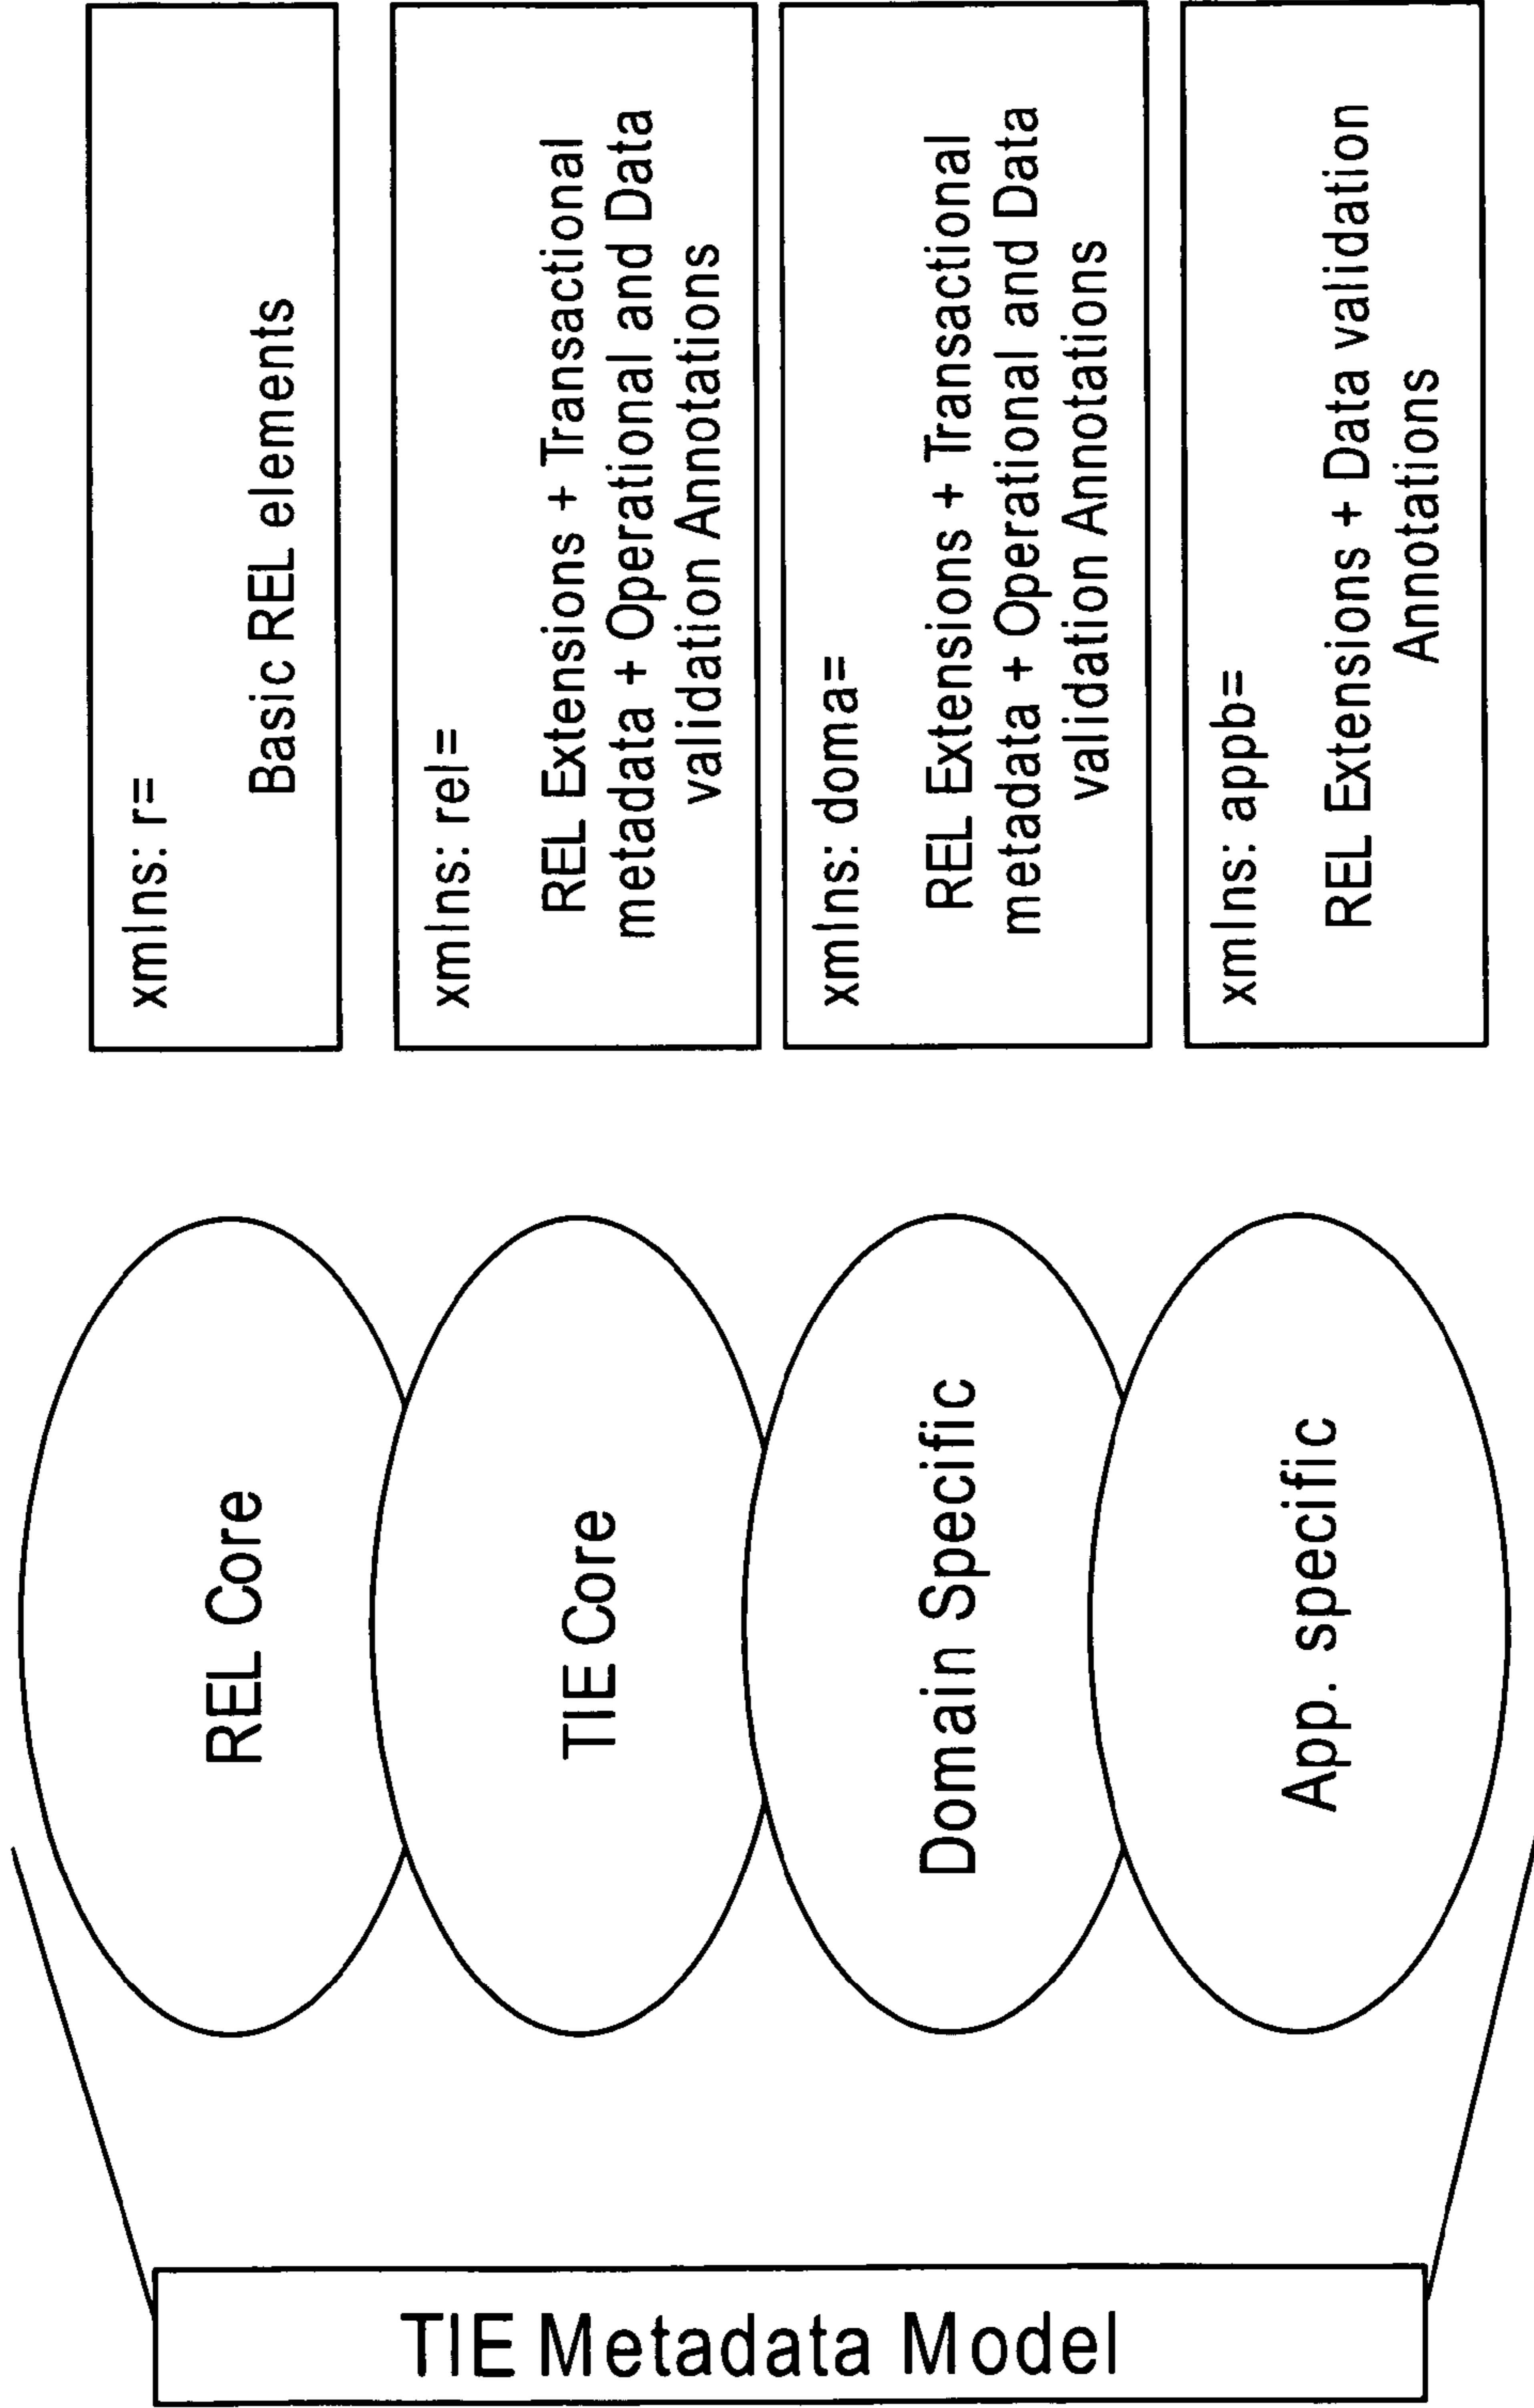 TIE Metadata Model
REL Core
TIE Core
Domain Specific
App. specific
xmlns: r=
Basic REL elements
xmlns: rel=
REL Extensions + Transactional
metadata + Operational and Data
validation Annotations
xmlns: doma=
REL Extensions + Transactional
metadata + Operational and Data
validation Annotations
xmlns: appb=
REL Extensions + Data validation
Annotations